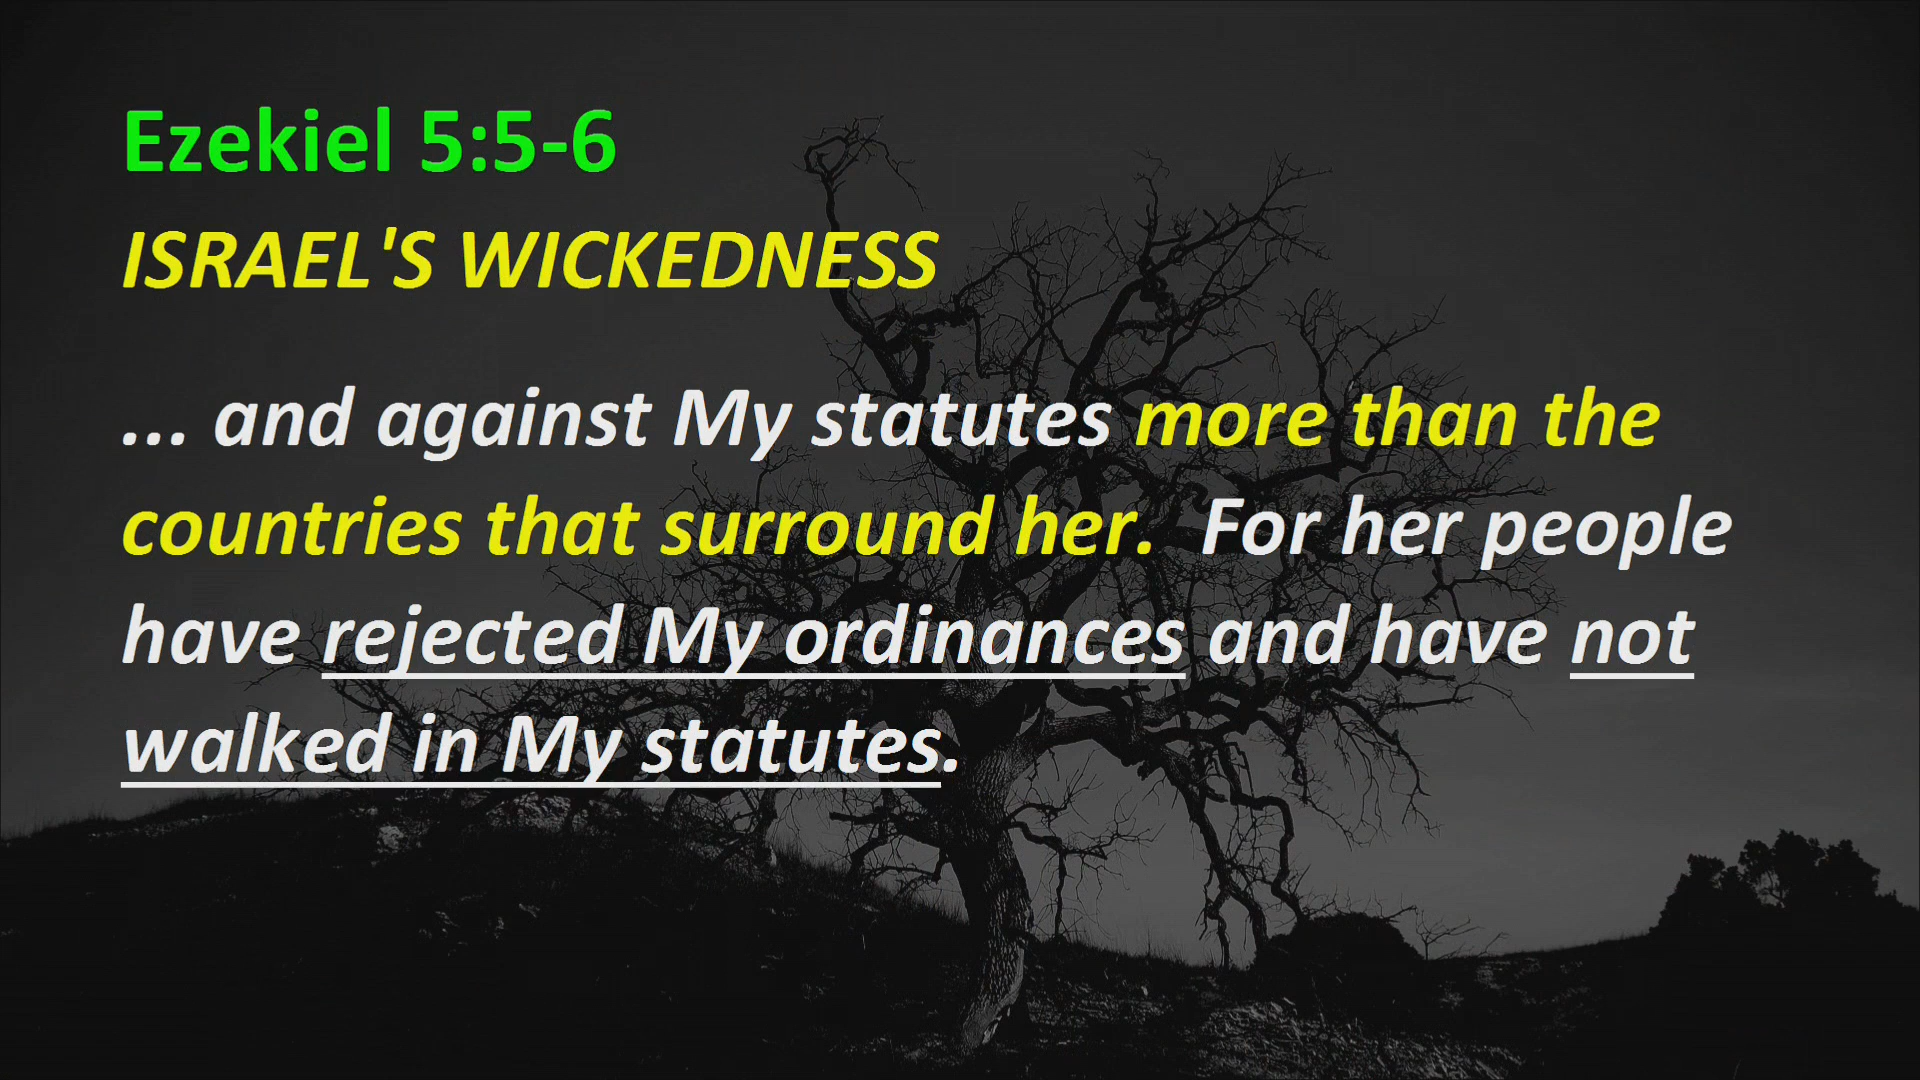 Ezekiel 5:5-6
ISRAEL'S WICKEDNESS
... and against My statutes more than the
countries that surround her.  For her people
have rejected My ordinances and have not
walked in My statutes.